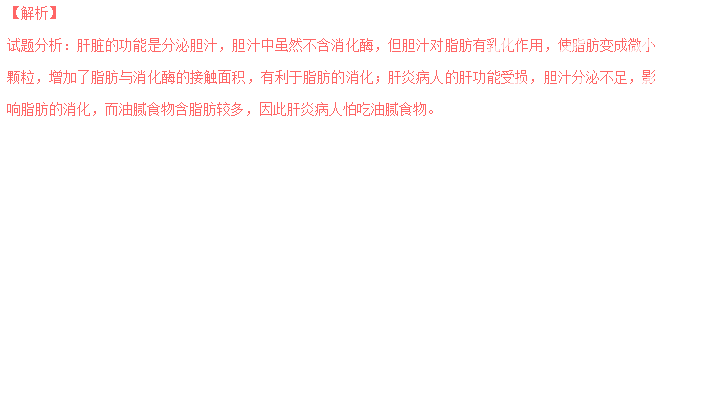 【解析】
试题分析：肝脏的功能是分泌胆汁，胆汁中虽然不含消化酶，但胆汁对脂肪有乳化作用，使脂肪变成微小
颗粒，增加了脂肪与消化酶的接触面积，有利于脂肪的消化；肝炎病人的肝功能受损，胆汁分泌不足，影
响脂肪的消化，而油腻食物含脂肪较多，因此肝炎病人怕吃油腻食物。